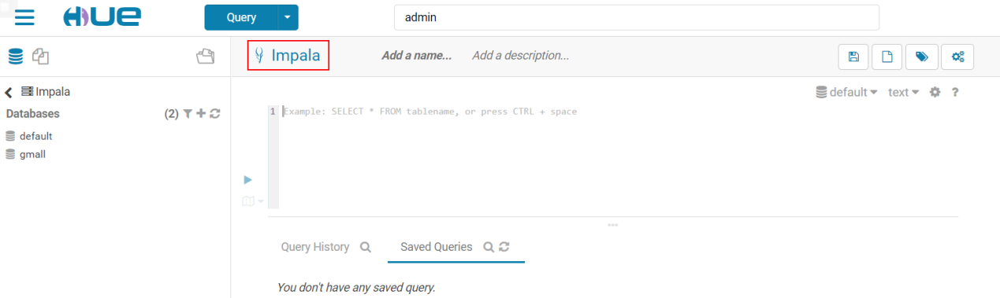 HUE Query admin
Impala Add a name... Add a description...
Impala
default text ?
Databases (2)
1 Example: SELECT * FROM tablename, or press CTRL + space
default
gmall
Query History Saved Queries
You don't have any saved query.